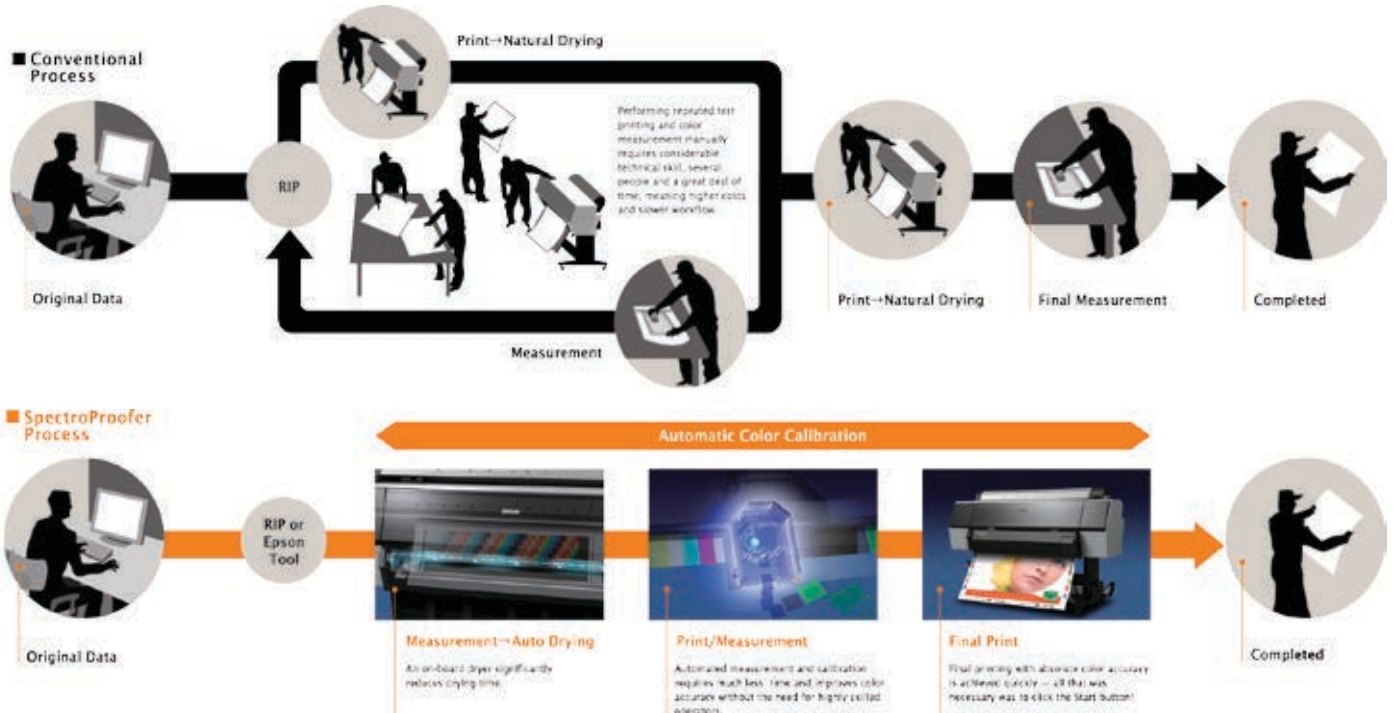 ■ Conventional
Process
Print→Natural Drying
Performing repeated test
printing and color
measurement manually
requires considerable
technical skill, several
people and a great deal of
time, meaning higher costs
and slower workflow.
RIP
Original Data
Measurement
Print→Natural Drying
Final Measurement
Completed
■ SpectroProofer
Process
Automatic Color Calibration
RIP or
Epson
Tool
Original Data
Measurement→Auto Drying
An on-board dryer significantly
reduces drying time.
Print/Measurement
Automated measurement and calibration
requires much less time and improves color
accuracy without the need for highly skilled
operators.
Final Print
Final printing with absolute color accuracy
is achieved quickly — all that was
necessary was to click the Start button!
Completed